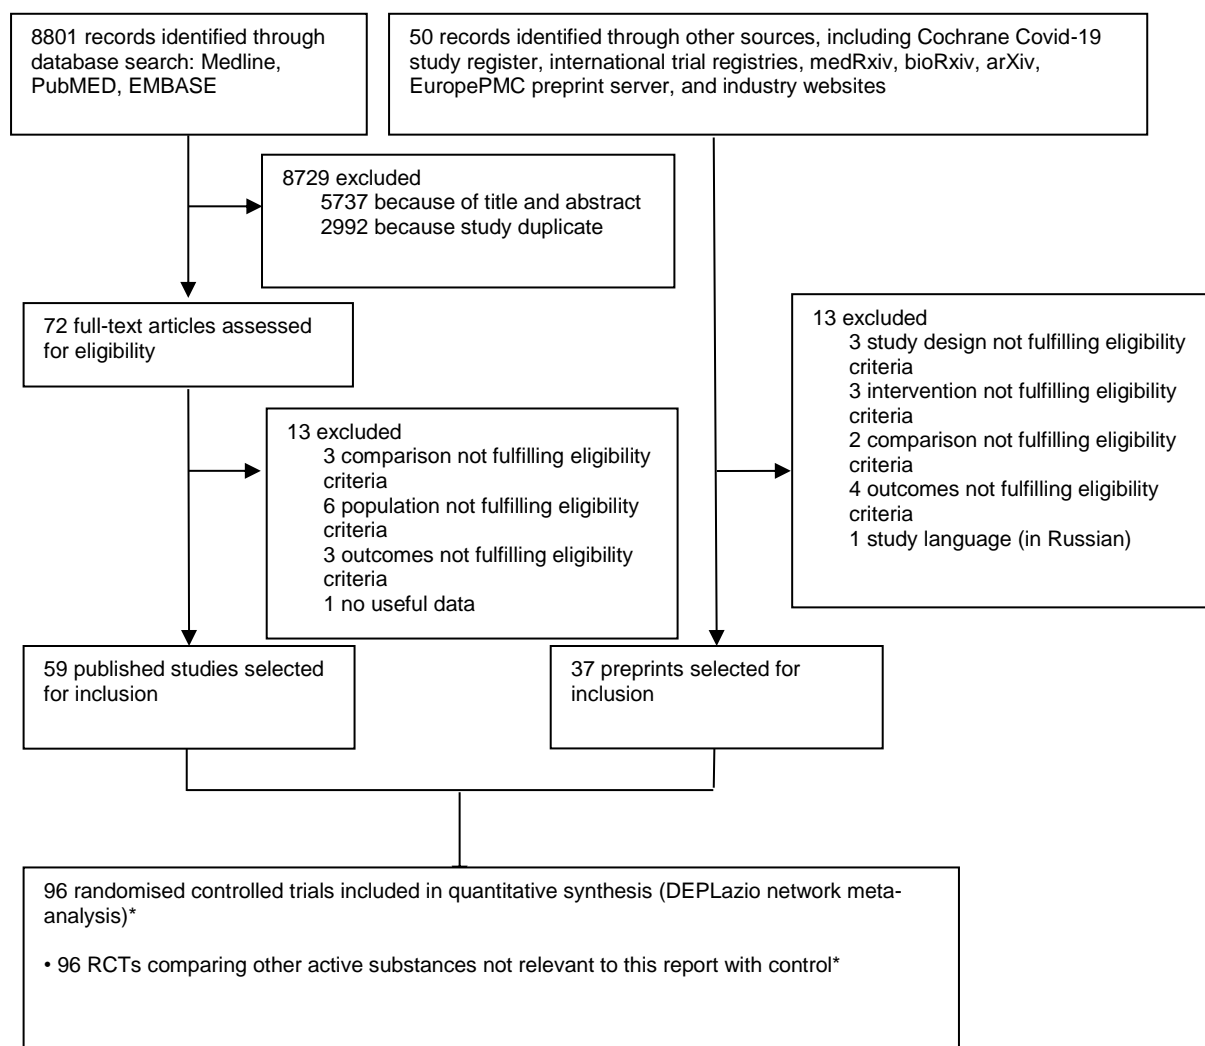 8801 records identified through
database search: Medline,
PubMED, EMBASE
50 records identified through other sources, including Cochrane Covid-19
study register, international trial registries, medRxiv, bioRxiv, arXiv,
EuropePMC preprint server, and industry websites
8729 excluded
5737 because of title and abstract
2992 because study duplicate
72 full-text articles assessed
for eligibility
13 excluded
3 study design not fulfilling eligibility
criteria
3 intervention not fulfilling eligibility
criteria
2 comparison not fulfilling eligibility
criteria
4 outcomes not fulfilling eligibility
criteria
1 study language (in Russian)
13 excluded
3 comparison not fulfilling eligibility
criteria
6 population not fulfilling eligibility
criteria
3 outcomes not fulfilling eligibility
criteria
1 no useful data
59 published studies selected
for inclusion
37 preprints selected for
inclusion
96 randomised controlled trials included in quantitative synthesis (DEPLazio network meta-
analysis)*
• 96 RCTs comparing other active substances not relevant to this report with control*